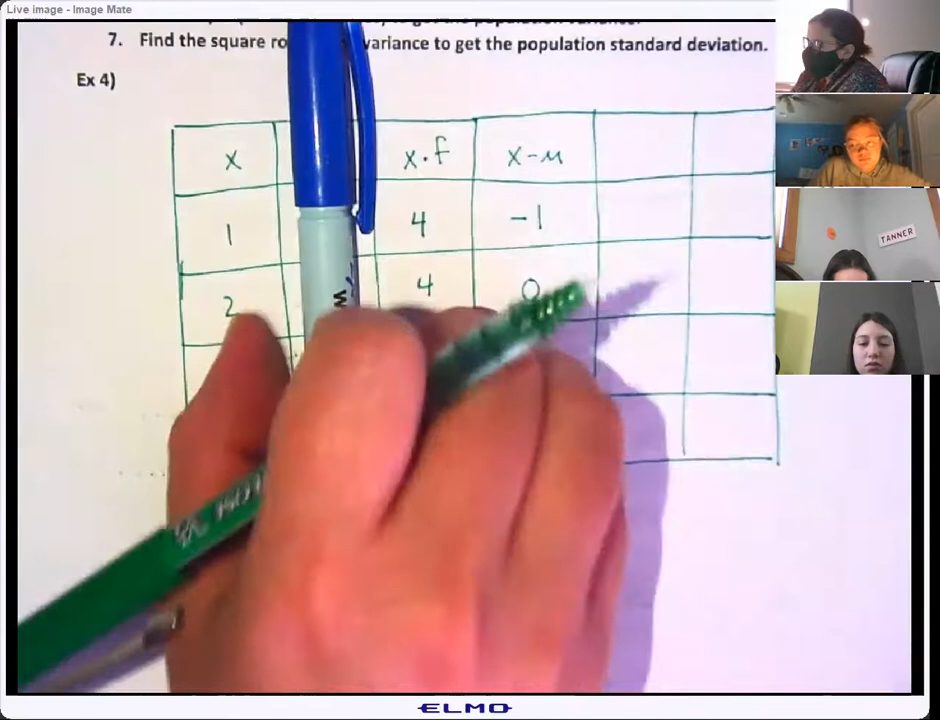 Live image - Image Mate
7. Find the square ro variance to get the population standard deviation.
Ex 4)
x x·f x-μ
1 4 -1
2 4 0
TANNER
ELMO